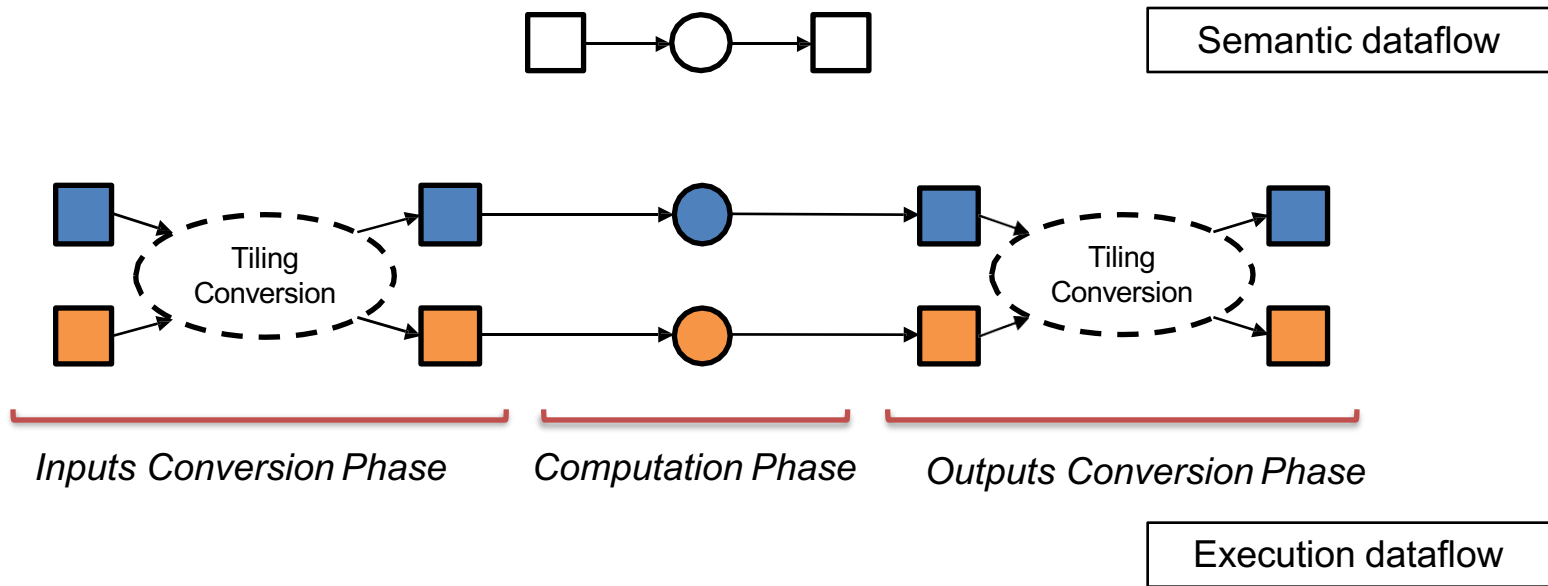 Semantic dataflow
Tiling
Conversion
Tiling
Conversion
Inputs Conversion Phase
Computation Phase
Outputs Conversion Phase
Execution dataflow